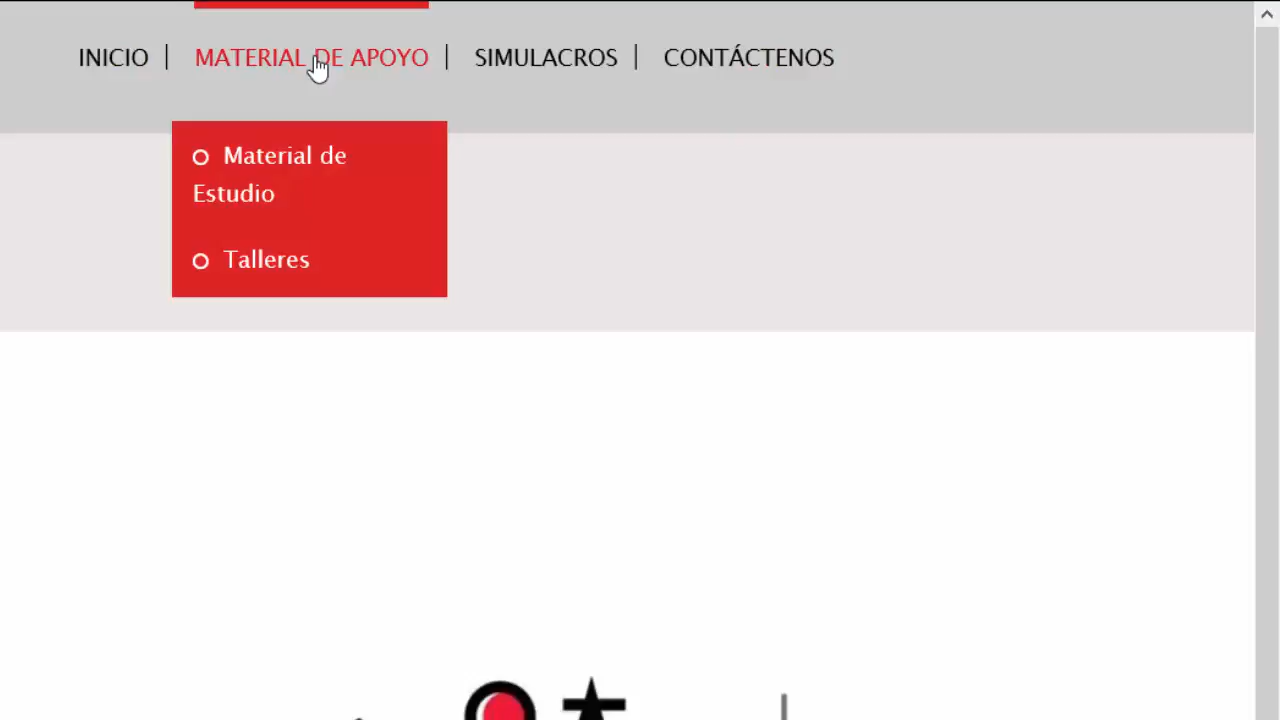 INICIO | MATERIAL DE APOYO | SIMULACROS | CONTÁCTENOS
Material de
Estudio
Talleres